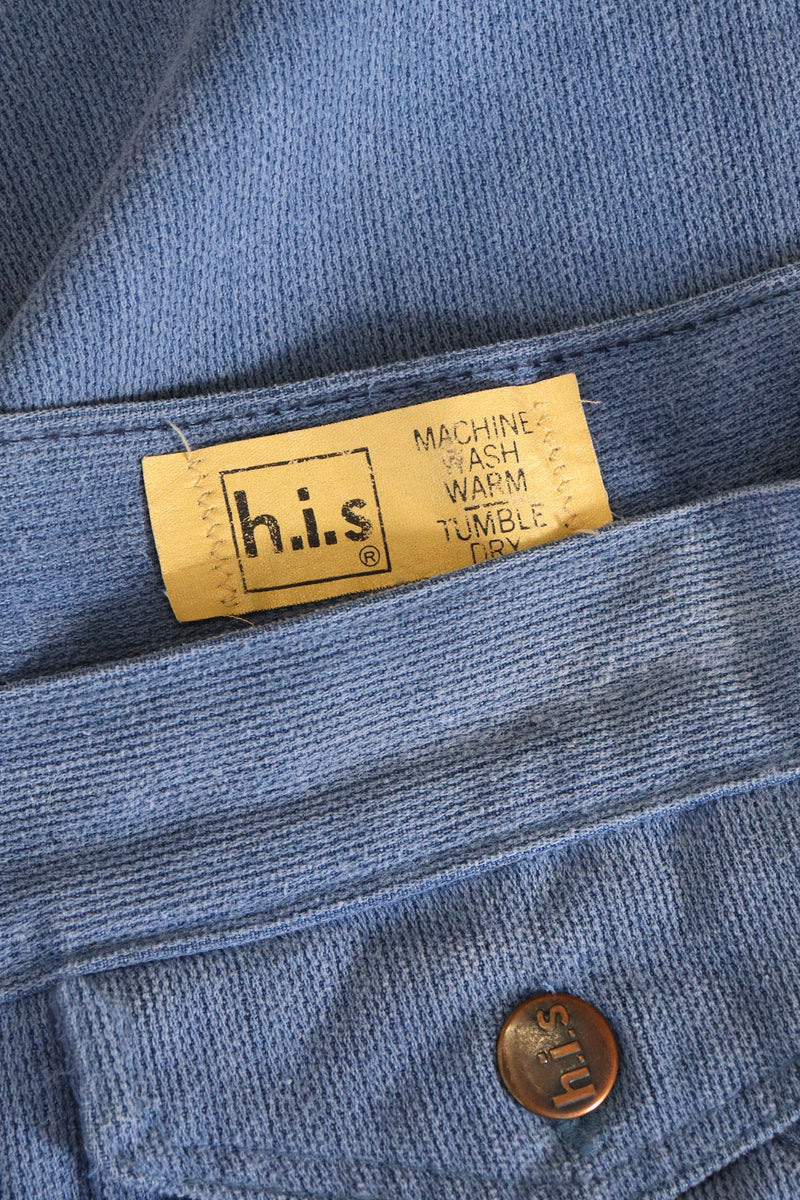 h.i.s
®
MACHINE
WASH
WARM
TUMBLE
DRY
h.i.s